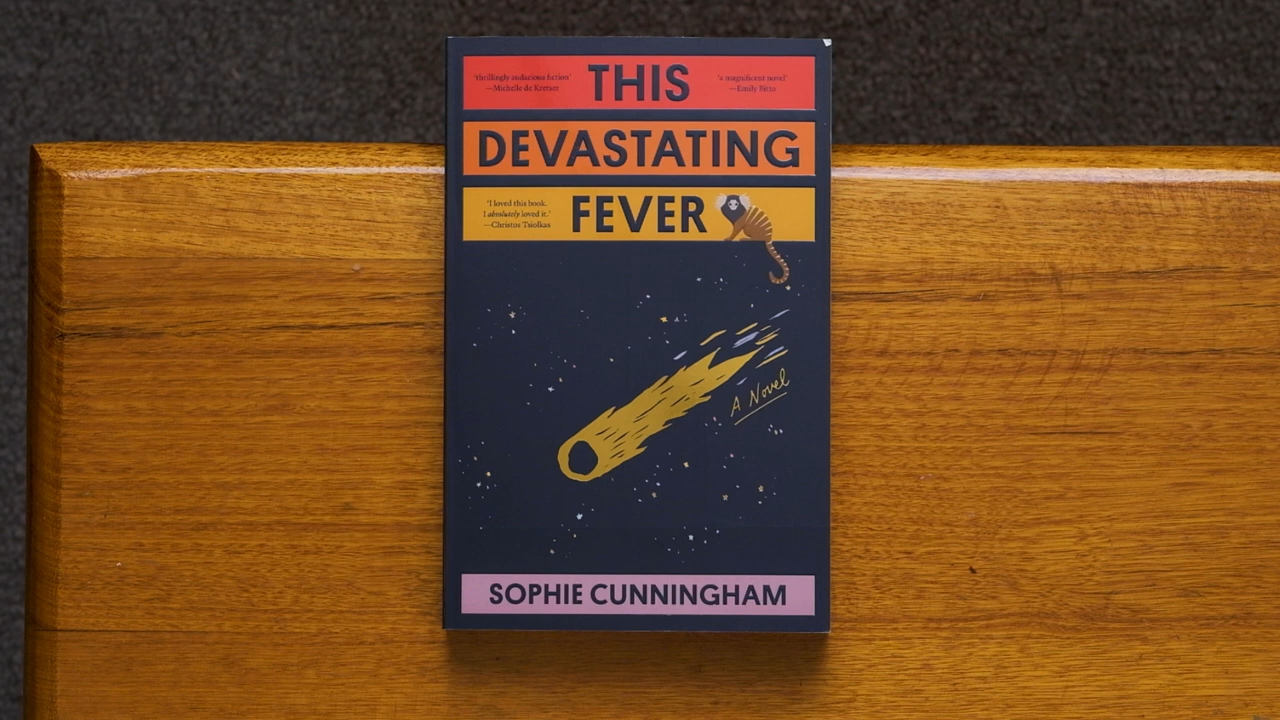 THIS
'thrillingly audacious fiction'
—Michelle de Kretser
'a magnificent novel'
—Emily Bitto
DEVASTATING
FEVER
'I loved this book.
I absolutely loved it.'
—Christos Tsiolkas
A Novel
SOPHIE CUNNINGHAM